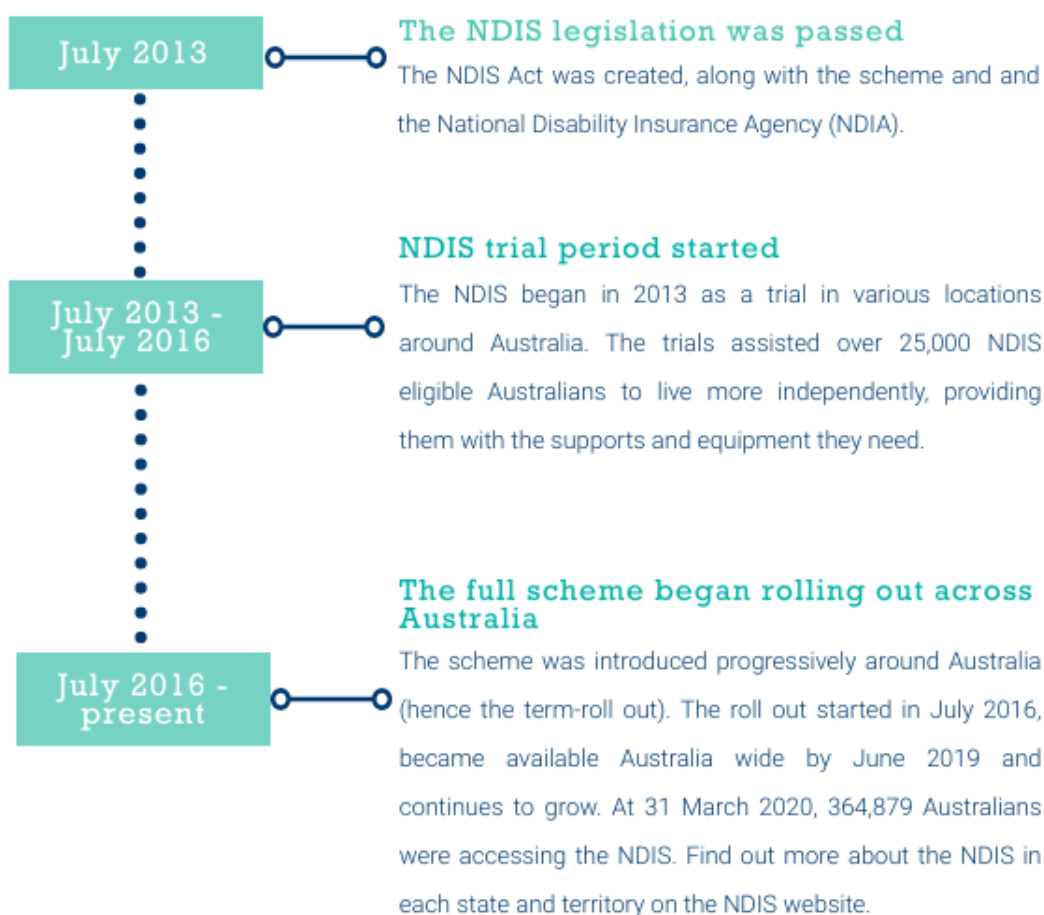 July 2013
The NDIS legislation was passed
The NDIS Act was created, along with the scheme and and
the National Disability Insurance Agency (NDIA).
July 2013 -
July 2016
NDIS trial period started
The NDIS began in 2013 as a trial in various locations
around Australia. The trials assisted over 25,000 NDIS
eligible Australians to live more independently, providing
them with the supports and equipment they need.
July 2016 -
present
The full scheme began rolling out across
Australia
The scheme was introduced progressively around Australia
(hence the term-roll out). The roll out started in July 2016,
became available Australia wide by June 2019 and
continues to grow. At 31 March 2020, 364,879 Australians
were accessing the NDIS. Find out more about the NDIS in
each state and territory on the NDIS website.